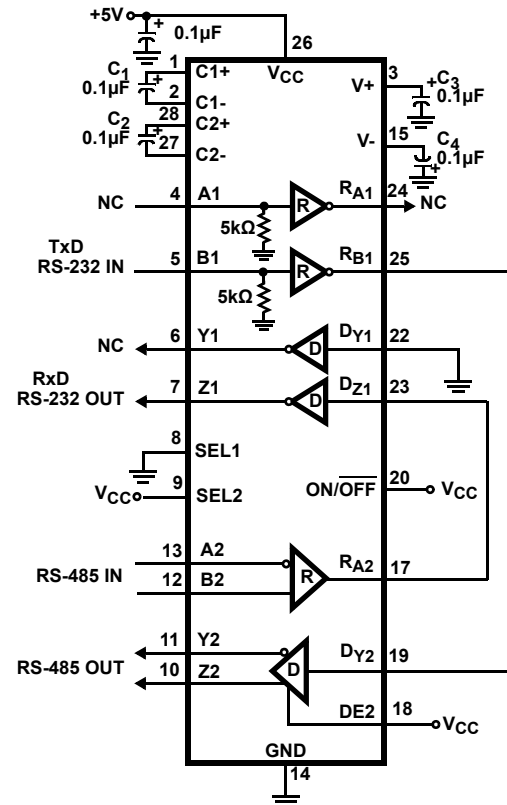 +5V
+
0.1µF
26
VCC
1
C1+
C1
0.1µF
+
2
C1-
28
C2+
C2
0.1µF
+
27
C2-
3
V+
+
C3
0.1µF
15
V-
C4
0.1µF
+
NC
4
A1
R
RA1
24
NC
5kΩ
TxD
RS-232 IN
5
B1
R
RB1
25
5kΩ
NC
6
Y1
D
DY1
22
RxD
RS-232 OUT
7
Z1
D
DZ1
23
8
SEL1
VCC
9
SEL2
ON/OFF
20
VCC
RS-485 IN
13
A2
12
B2
R
RA2
17
RS-485 OUT
11
Y2
10
Z2
D
DY2
19
DE2
18
VCC
GND
14